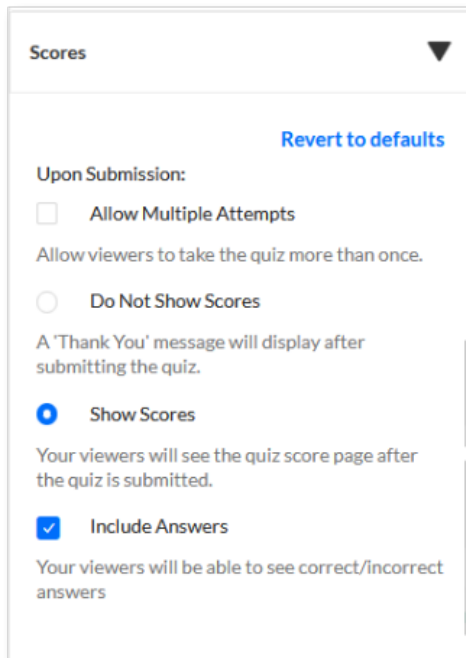 Scores
Revert to defaults
Upon Submission:
Allow Multiple Attempts
Allow viewers to take the quiz more than once.
Do Not Show Scores
A 'Thank You' message will display after
submitting the quiz.
Show Scores
Your viewers will see the quiz score page after
the quiz is submitted.
Include Answers
Your viewers will be able to see correct/incorrect
answers